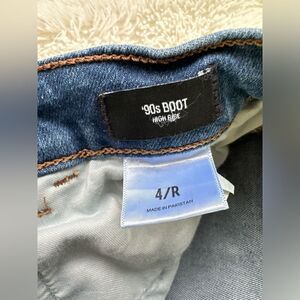 '90s BOOT
HIGH RISE
4/R
MADE IN PAKISTAN